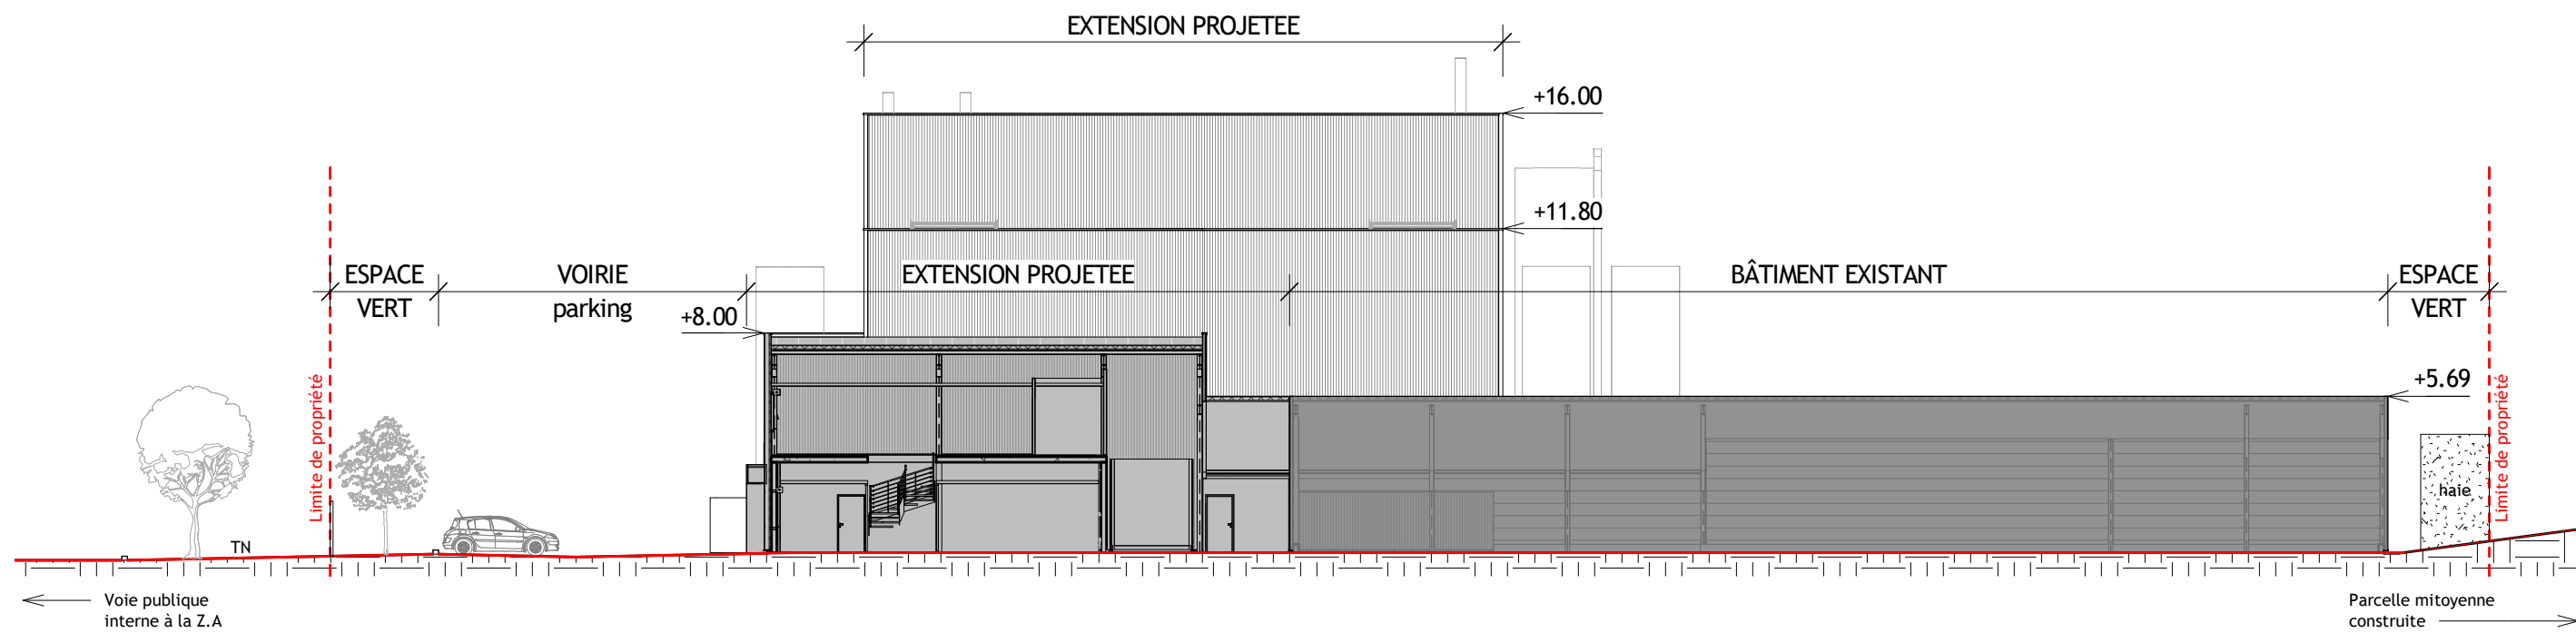 EXTENSION PROJETEE
+16.00
+11.80
ESPACE
VERT
VOIRIE
parking
EXTENSION PROJETEE
BÂTIMENT EXISTANT
ESPACE
VERT
+8.00
+5.69
Limite de propriété
Limite de propriété
haie
TN
Voie publique
interne à la Z.A
Parcelle mitoyenne
construite